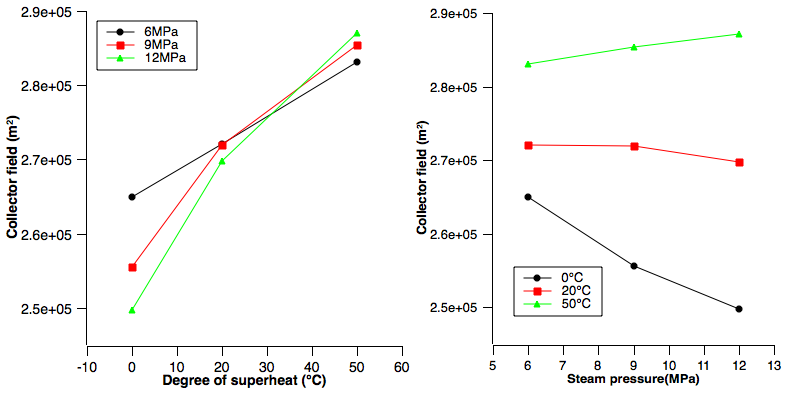 2.9e+05
2.8e+05
2.7e+05
2.6e+05
2.5e+05
Collector field (m²)
6MPa
9MPa
12MPa
-10 0 10 20 30 40 50 60
Degree of superheat (°C)
2.9e+05
2.8e+05
2.7e+05
2.6e+05
2.5e+05
Collector field (m²)
0°C
20°C
50°C
5 6 7 8 9 10 11 12 13
Steam pressure(MPa)